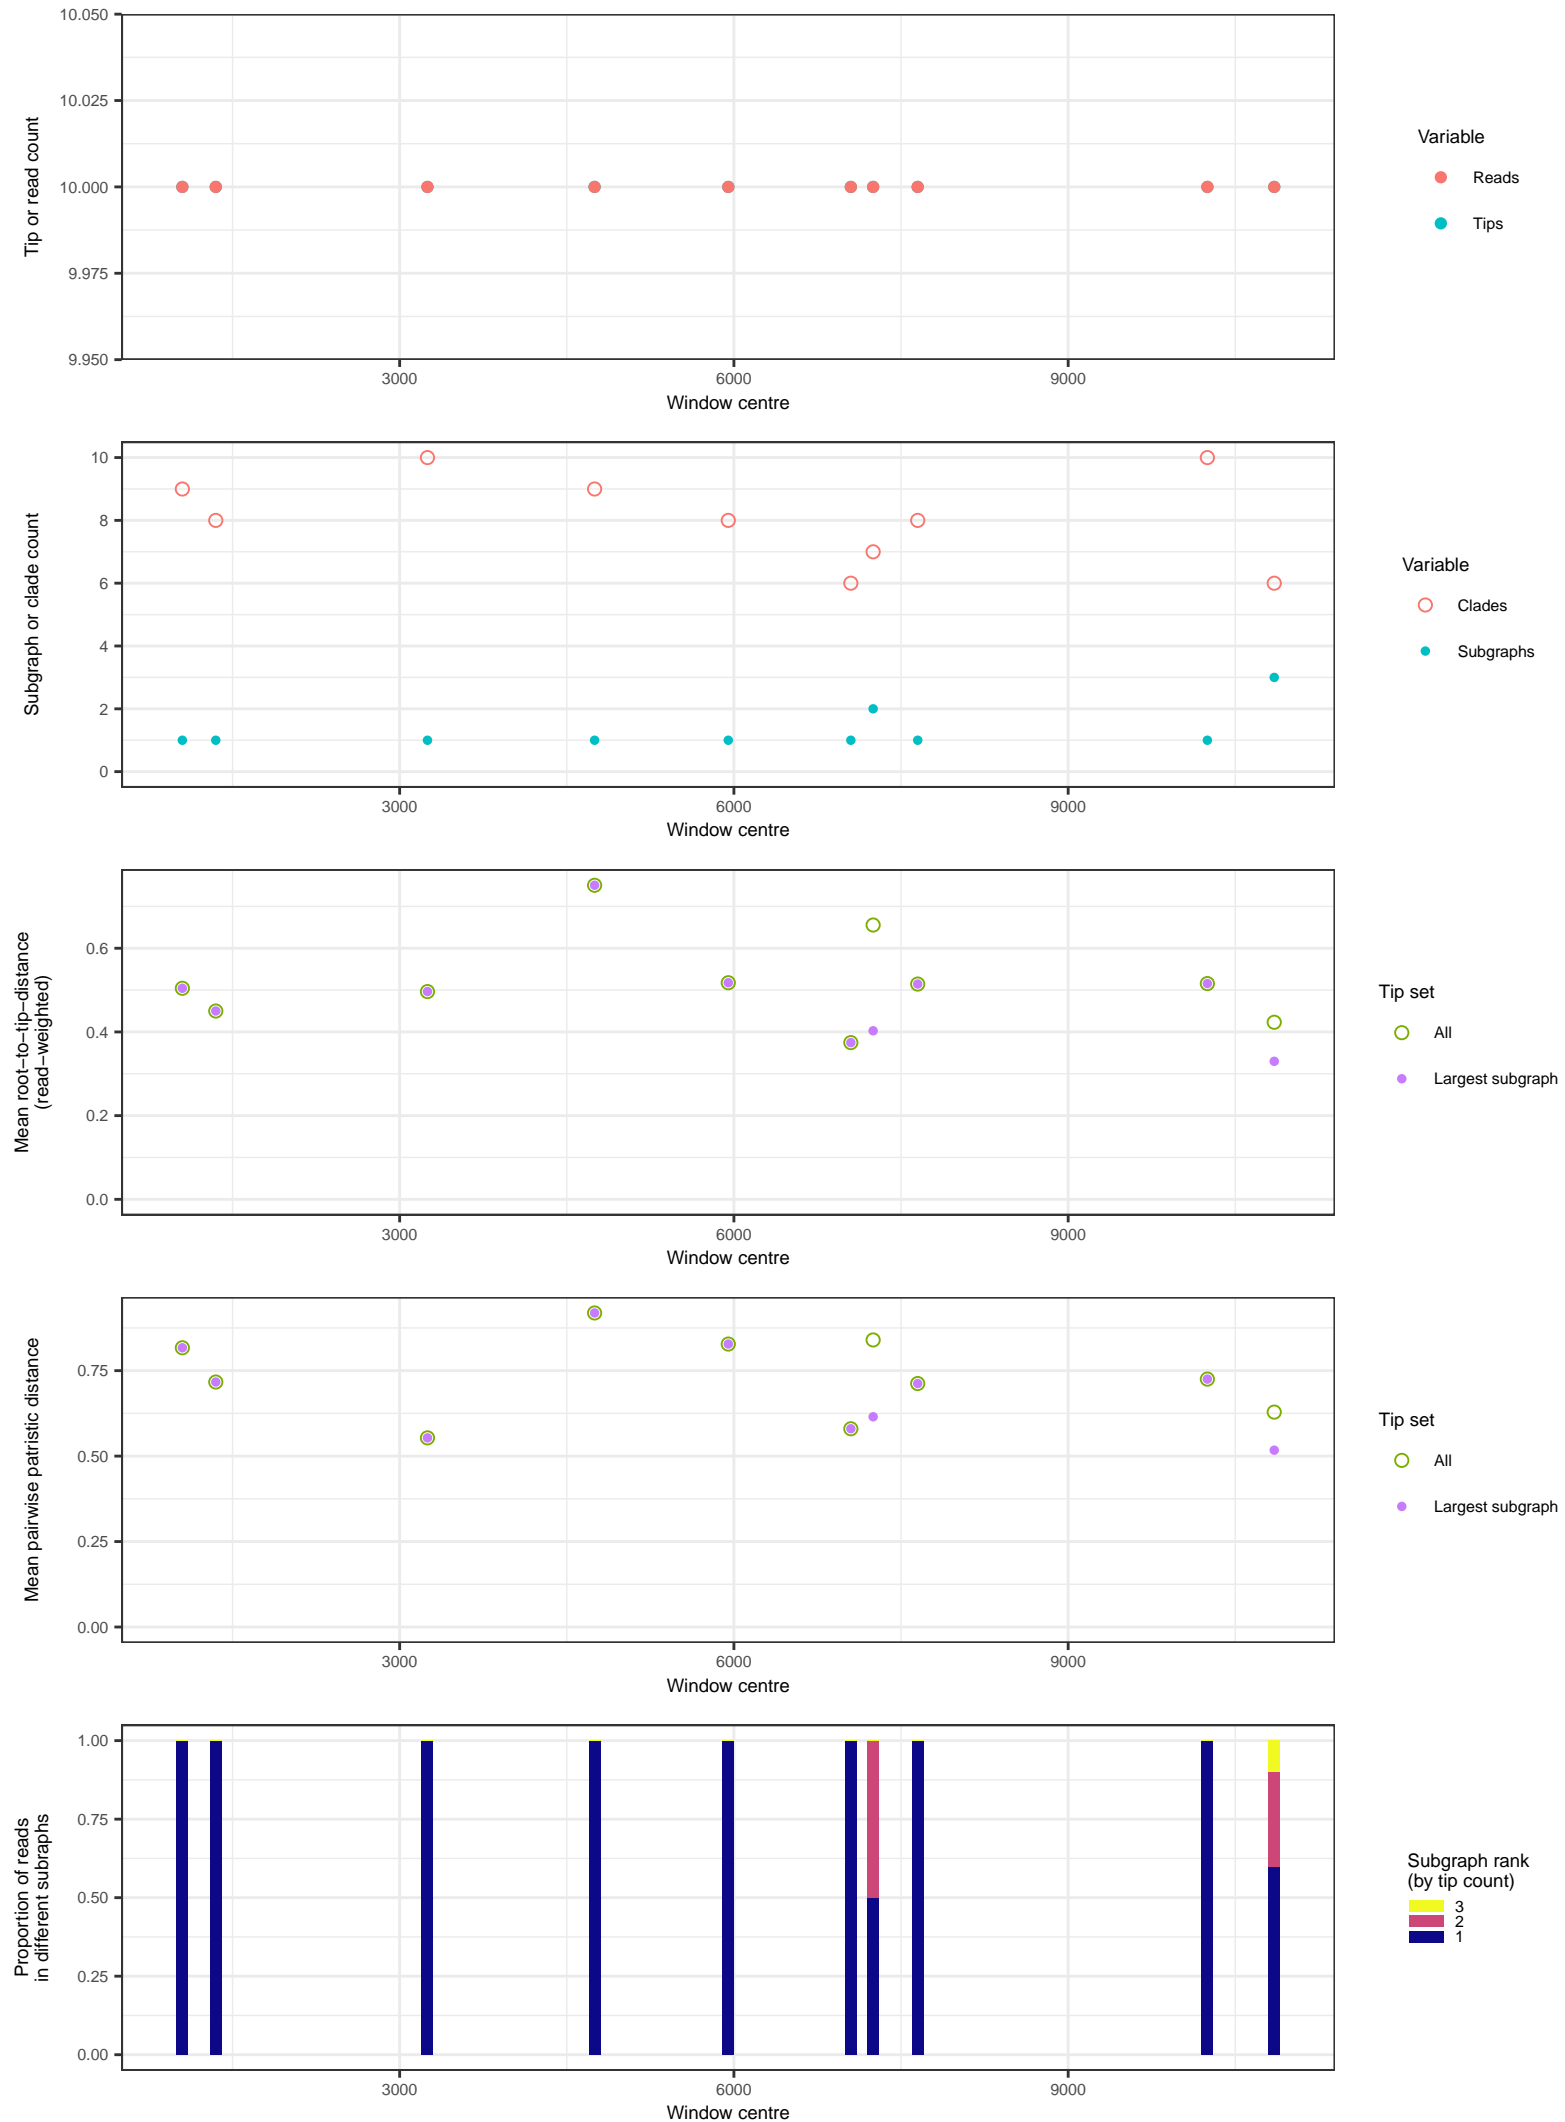 10.050
10.025
10.000
9.975
9.950
Tip or read count
3000
6000
9000
Window centre
Variable
Reads
Tips
10
8
6
4
2
0
Subgraph or clade count
3000
6000
9000
Window centre
Variable
Clades
Subgraphs
0.6
0.4
0.2
0.0
Mean root−to−tip−distance
(read−weighted)
3000
6000
9000
Window centre
Tip set
All
Largest subgraph
0.75
0.50
0.25
0.00
Mean pairwise patristic distance
3000
6000
9000
Window centre
Tip set
All
Largest subgraph
1.00
0.75
0.50
0.25
0.00
Proportion of reads
in different subraphs
3000
6000
9000
Window centre
Subgraph rank
(by tip count)
3
2
1